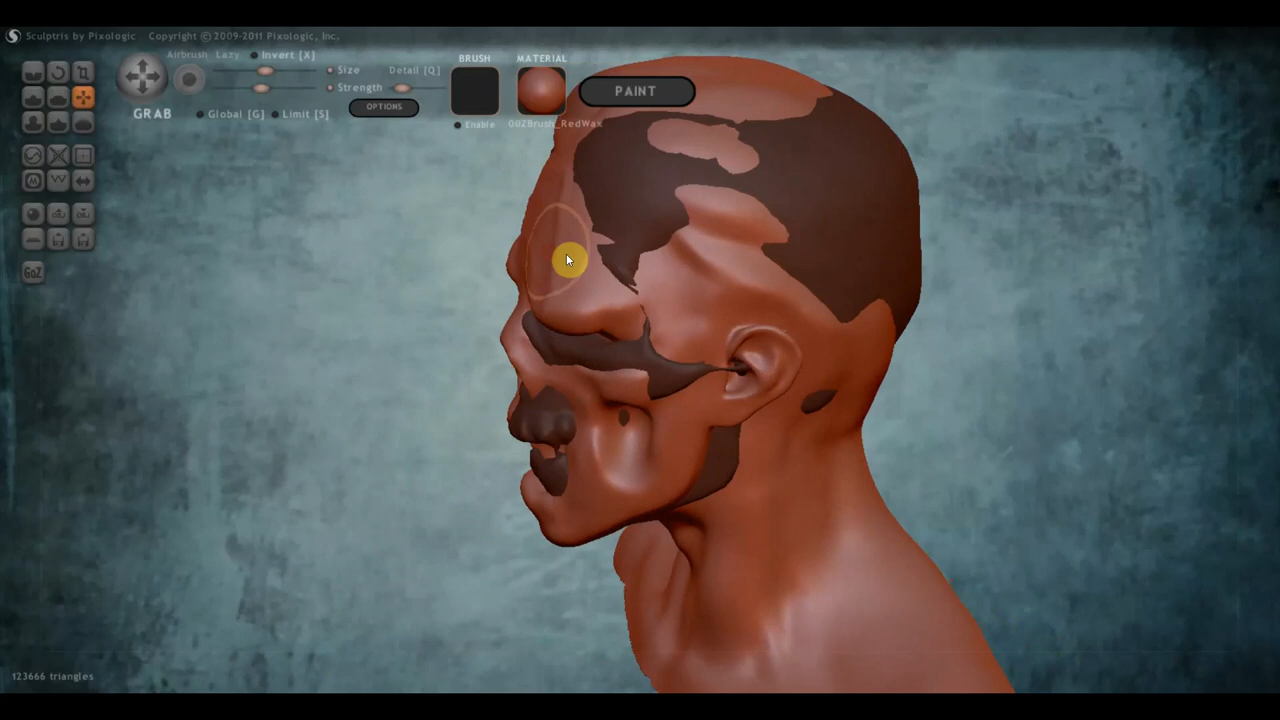 Sculptris by Pixologic Copyright © 2009-2011 Pixologic, Inc.
Airbrush Lazy Invert [X]
Size Detail [Q]
Strength
GRAB Global [G] Limit [S]
OPTIONS
BRUSH
Enable
MATERIAL
00ZBrush_RedWax
PAINT
GoZ
123666 triangles